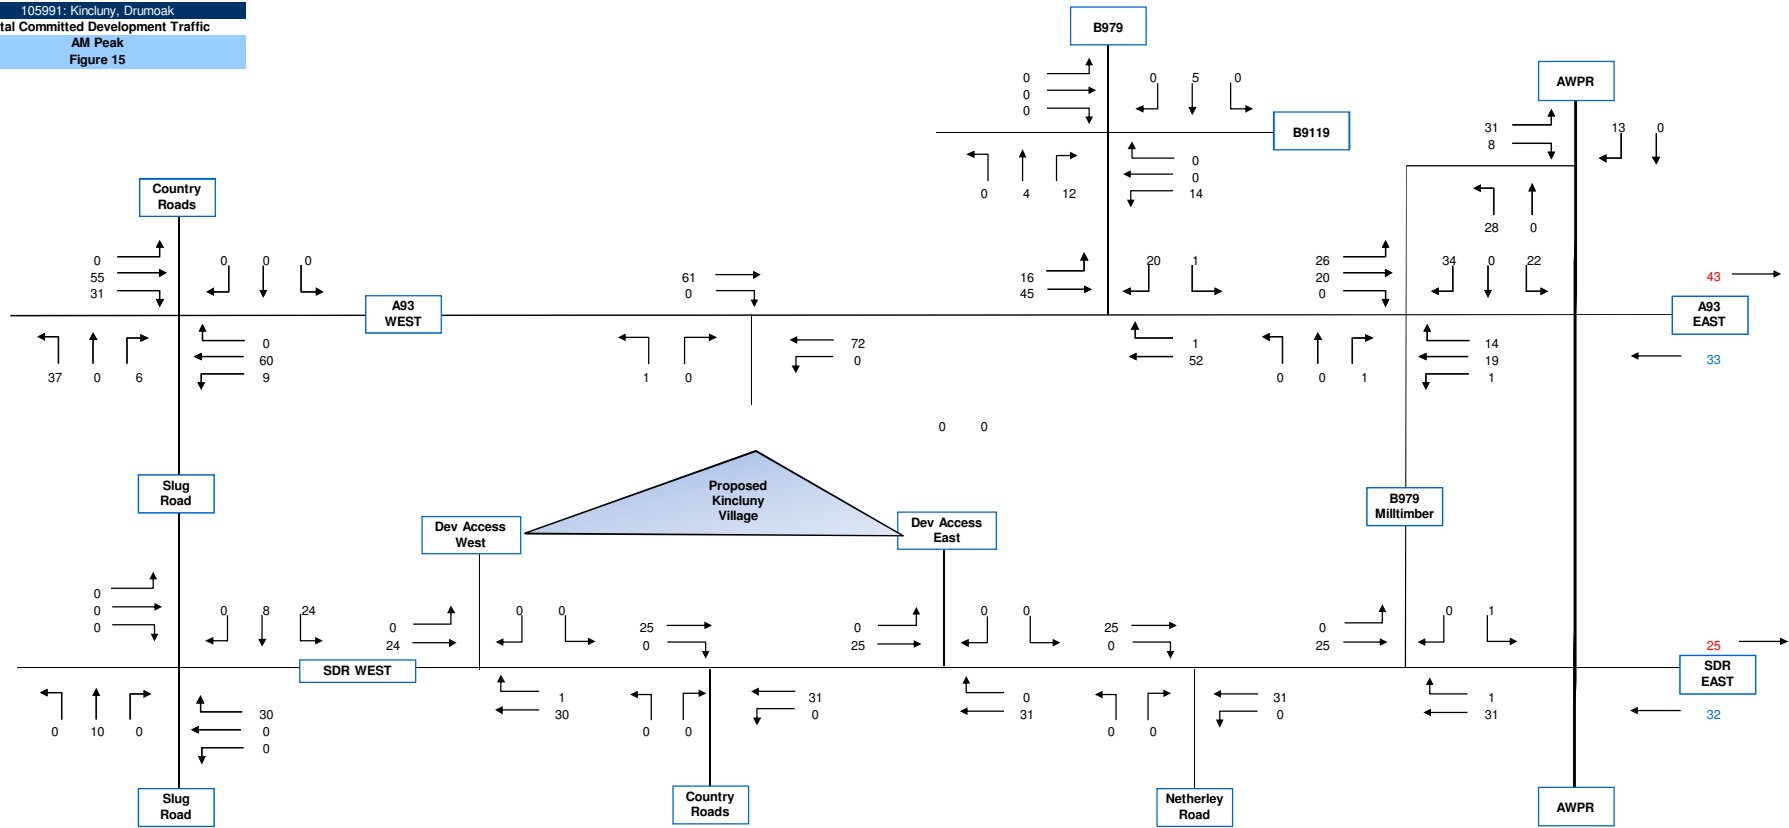 105991: Kincluny, Drumoak
tal Committed Development Traffic
AM Peak
Figure 15
B979
AWPR
0
0
0
0 5 0
B9119
31
8
13 0
0 4 12
0
0
14
28 0
Country
Roads
0
55
31
0 0 0
A93
WEST
61
0
16
45
20 1
26
20
0
34 0 22
43
A93
EAST
37 0 6
0
60
9
1 0
72
0
1
52
0 0 1
14
19
1
33
0 0
Slug
Road
Proposed
Kincluny
Village
Dev Access
West
Dev Access
East
B979
Milltimber
0
0
0
0 8 24
0
24
0 0
25
0
0
25
0 0
25
0
0
25
0 1
25
SDR WEST
SDR
EAST
0 10 0
30
0
0
1
30
0 0
31
0
0
31
0 0
31
0
1
31
32
Slug
Road
Country
Roads
Netherley
Road
AWPR